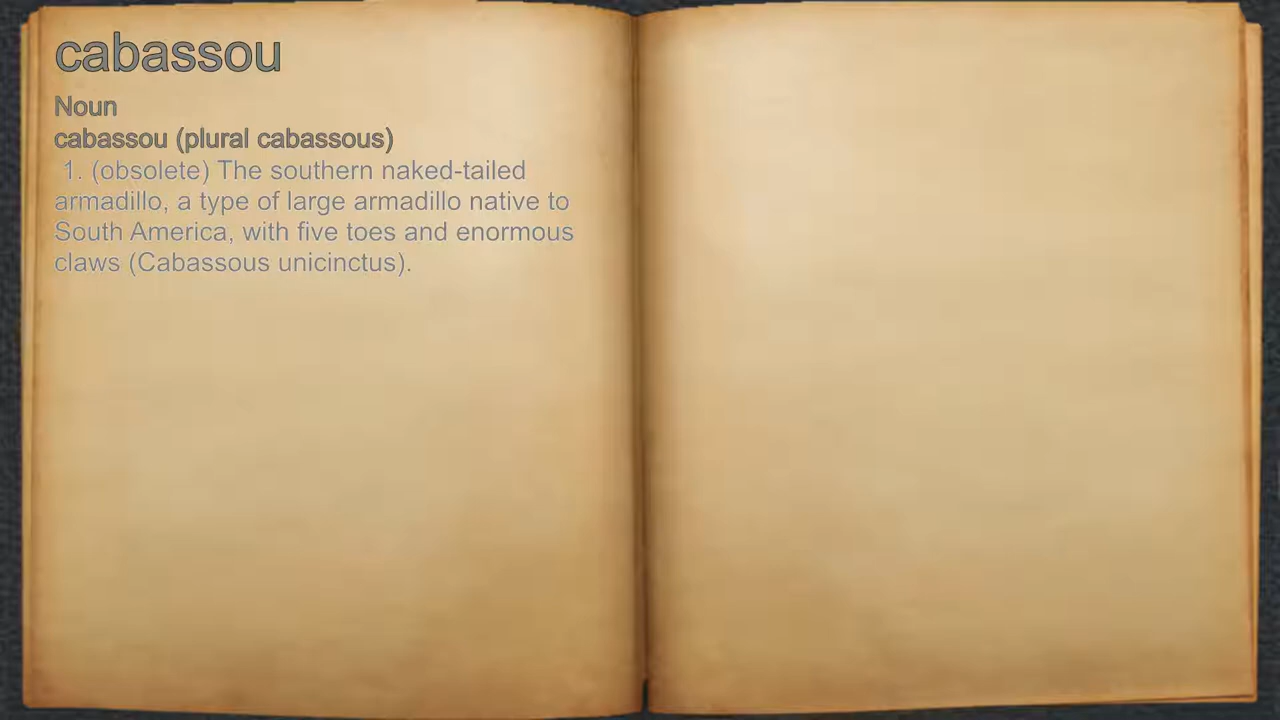 cabassou
Noun
cabassou (plural cabassous)
1. (obsolete) The southern naked-tailed
armadillo, a type of large armadillo native to
South America, with five toes and enormous
claws (Cabassous unicinctus).